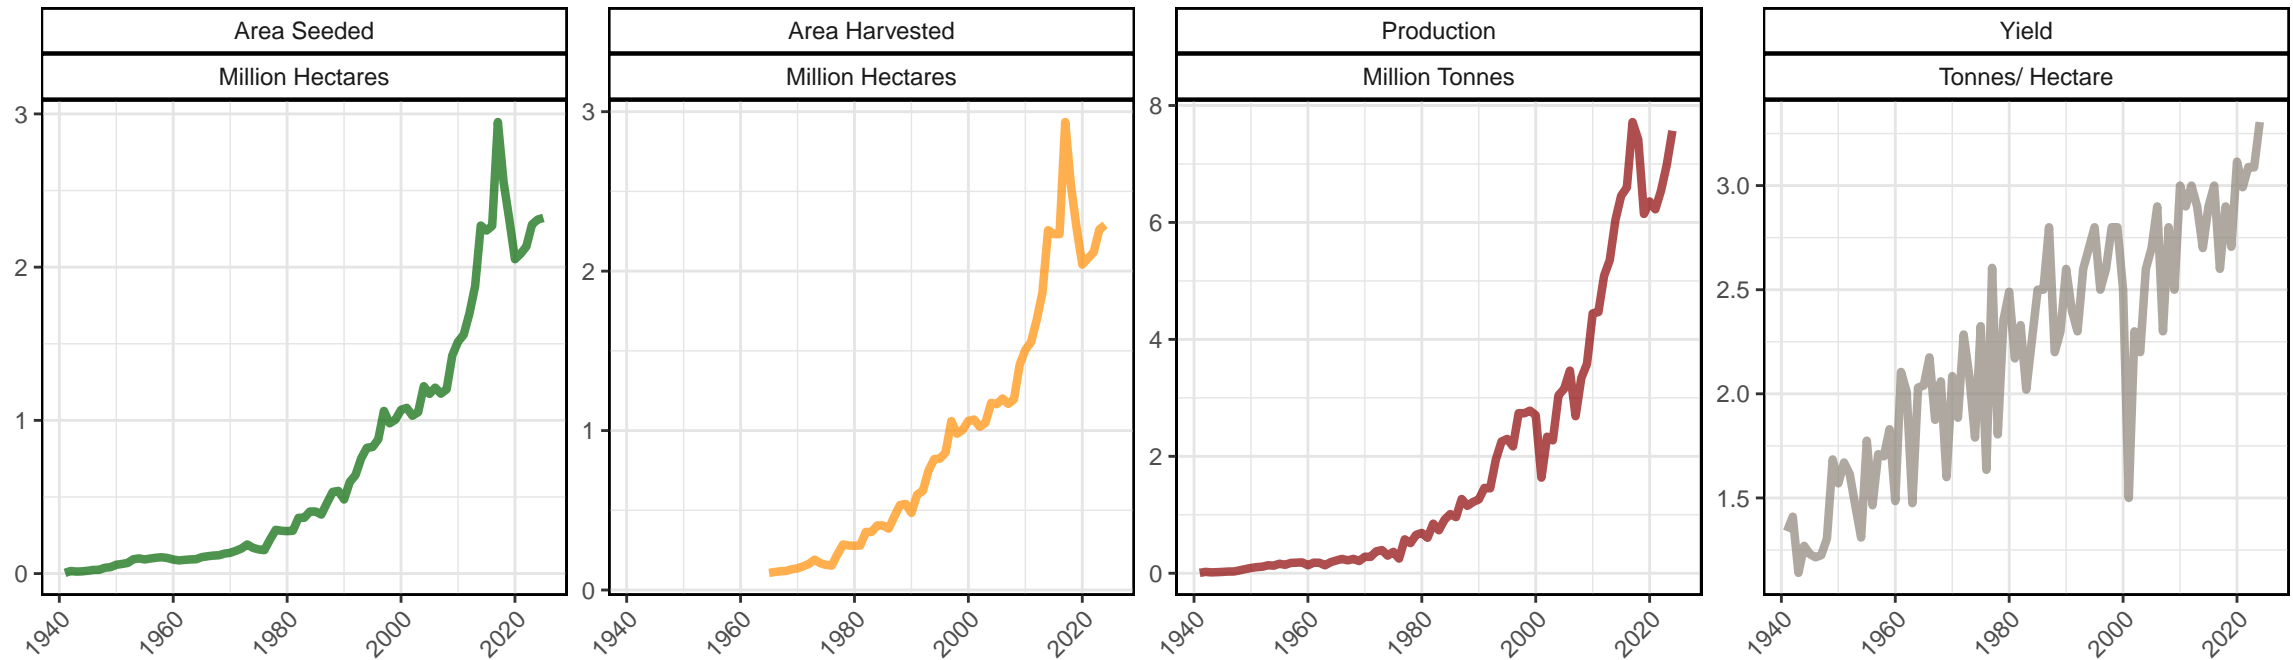 Area Seeded
Million Hectares
3
2
1
0
1940 1960 1980 2000 2020
Area Harvested
Million Hectares
3
2
1
0
1940 1960 1980 2000 2020
Production
Million Tonnes
8
6
4
2
0
1940 1960 1980 2000 2020
Yield
Tonnes/ Hectare
3.0
2.5
2.0
1.5
1940 1960 1980 2000 2020